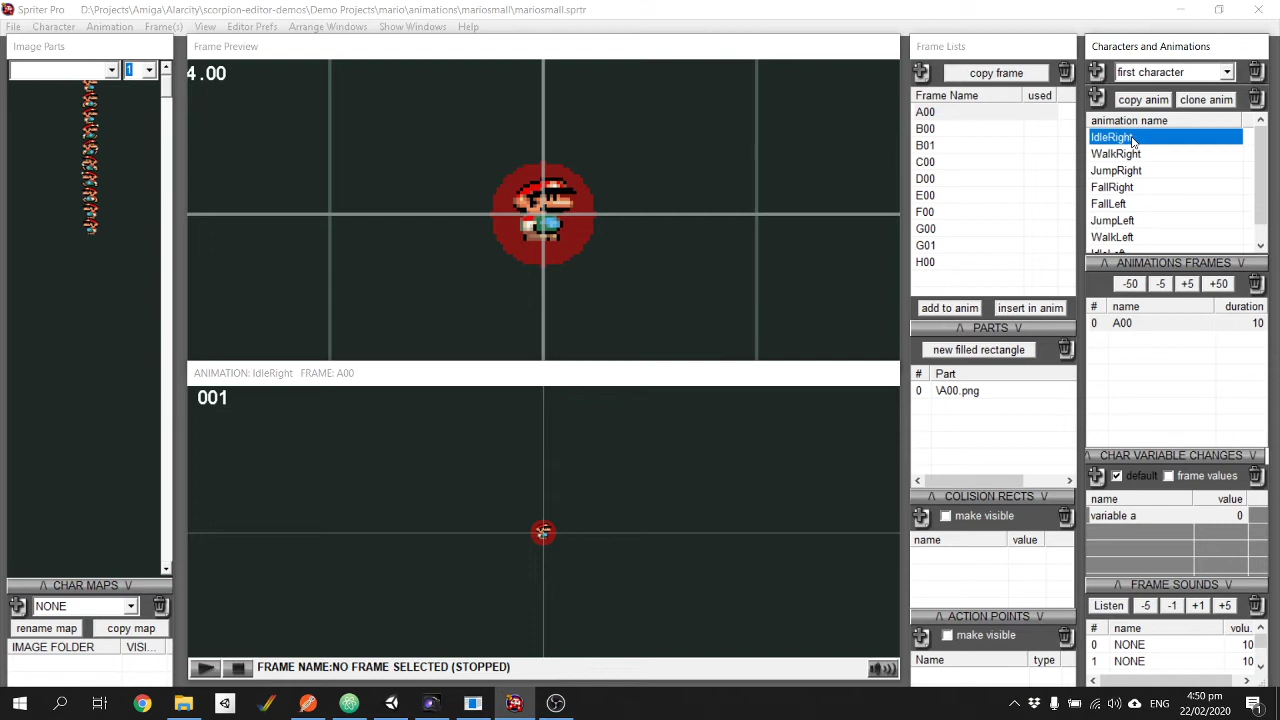 Spriter Pro D:\Projects\Amiga\Alarcity\scorpion-editor-demos\Demo Projects\mario\animations\mariosmall\mariosmall.sprtr
File Character Animation Frame(s) View Editor Prefs Arrange Windows Show Windows Help
Image Parts
1
CHAR MAPS
NONE
rename map copy map
IMAGE FOLDER VISI...
Frame Preview
4.00
ANIMATION: IdleRight FRAME: A00
001
FRAME NAME:NO FRAME SELECTED (STOPPED)
Frame Lists
copy frame
Frame Name used
A00
B00
B01
C00
D00
E00
F00
G00
G01
H00
add to anim insert in anim
PARTS
new filled rectangle
# Part
0 \A00.png
COLISION RECTS
make visible
name value
ACTION POINTS
make visible
Name type
Characters and Animations
first character
copy anim clone anim
animation name
IdleRight
WalkRight
JumpRight
FallRight
FallLeft
JumpLeft
WalkLeft
ANIMATIONS FRAMES
-50 -5 +5 +50
# name duration
0 A00 10
CHAR VARIABLE CHANGES
default frame values
name value
variable a 0
FRAME SOUNDS
Listen -5 -1 +1 +5
# name volu.
0 NONE 10
1 NONE 10
ENG
4:50 pm
22/02/2020